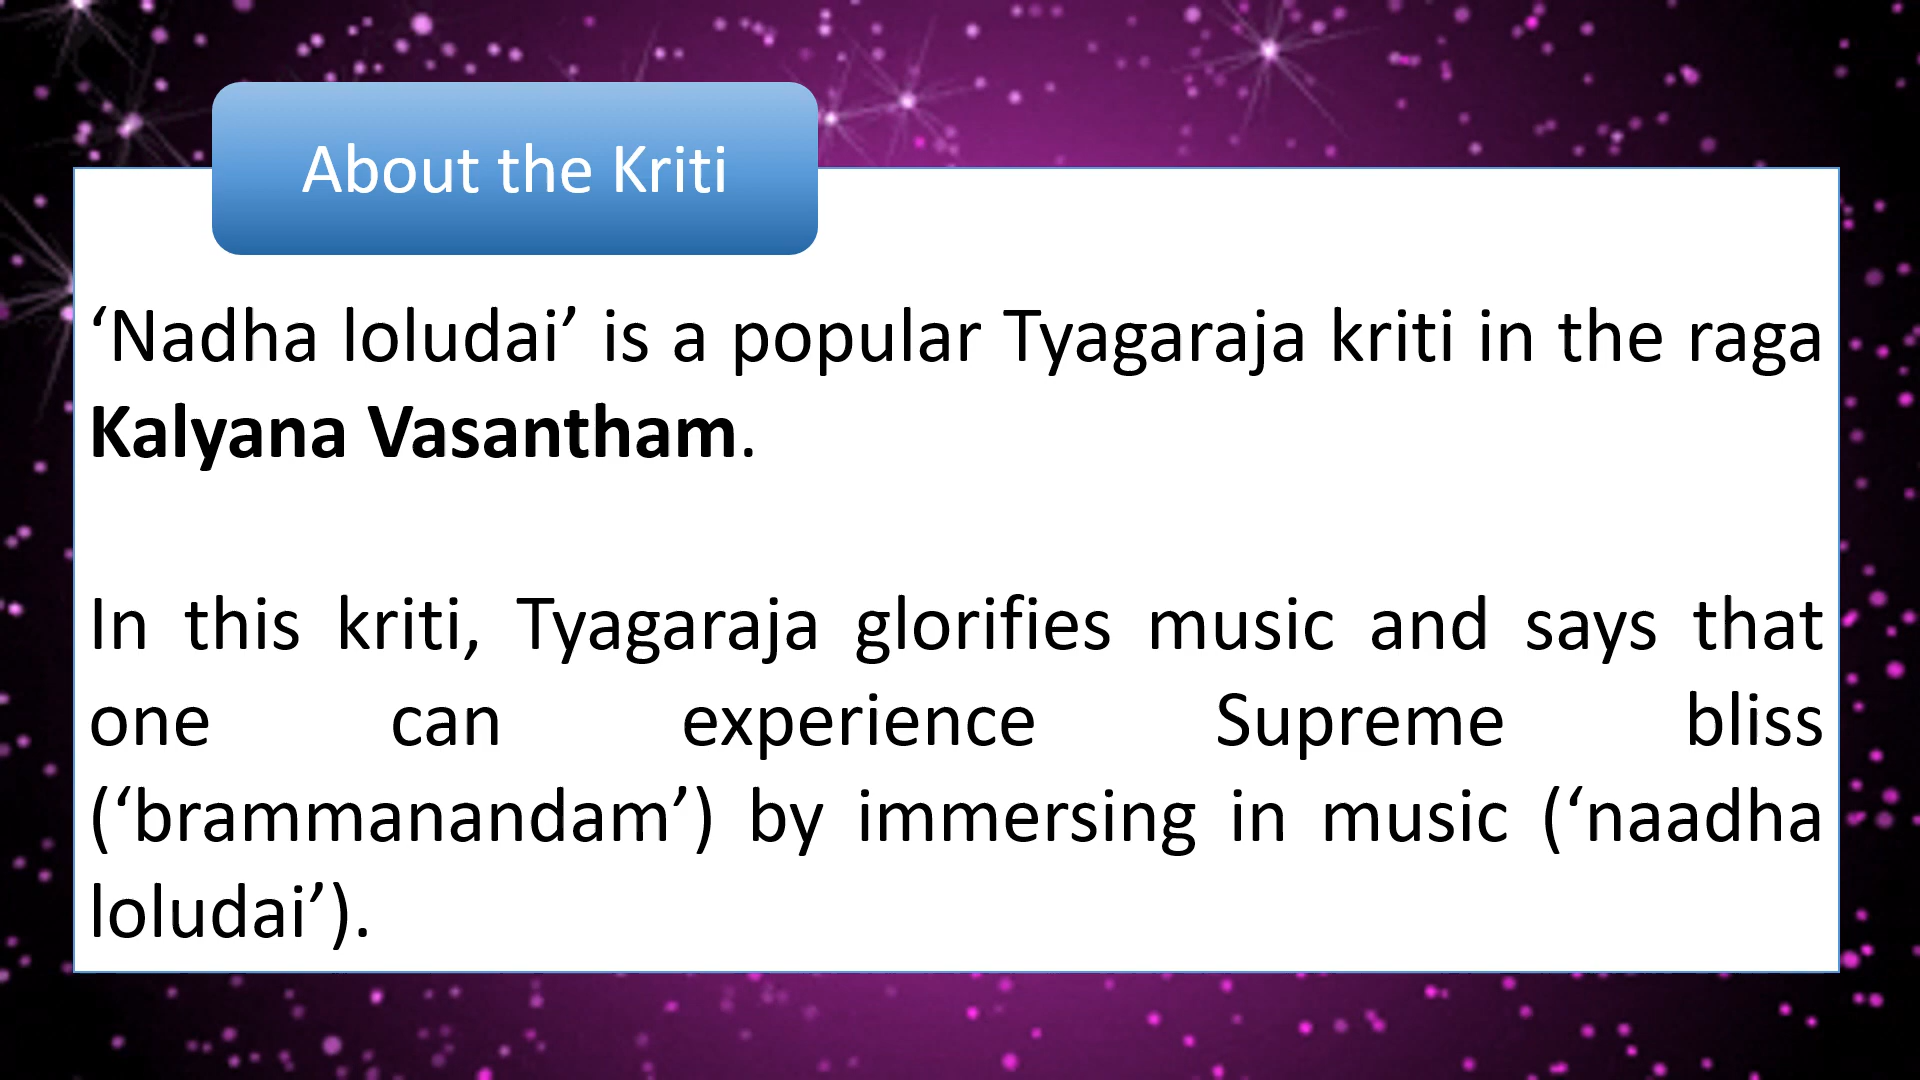 About the Kriti
‘Nadha loludai’ is a popular Tyagaraja kriti in the raga
Kalyana Vasantham.
In this kriti, Tyagaraja glorifies music and says that
one can experience Supreme bliss
(‘brammanandam’) by immersing in music (‘naadha
loludai’).